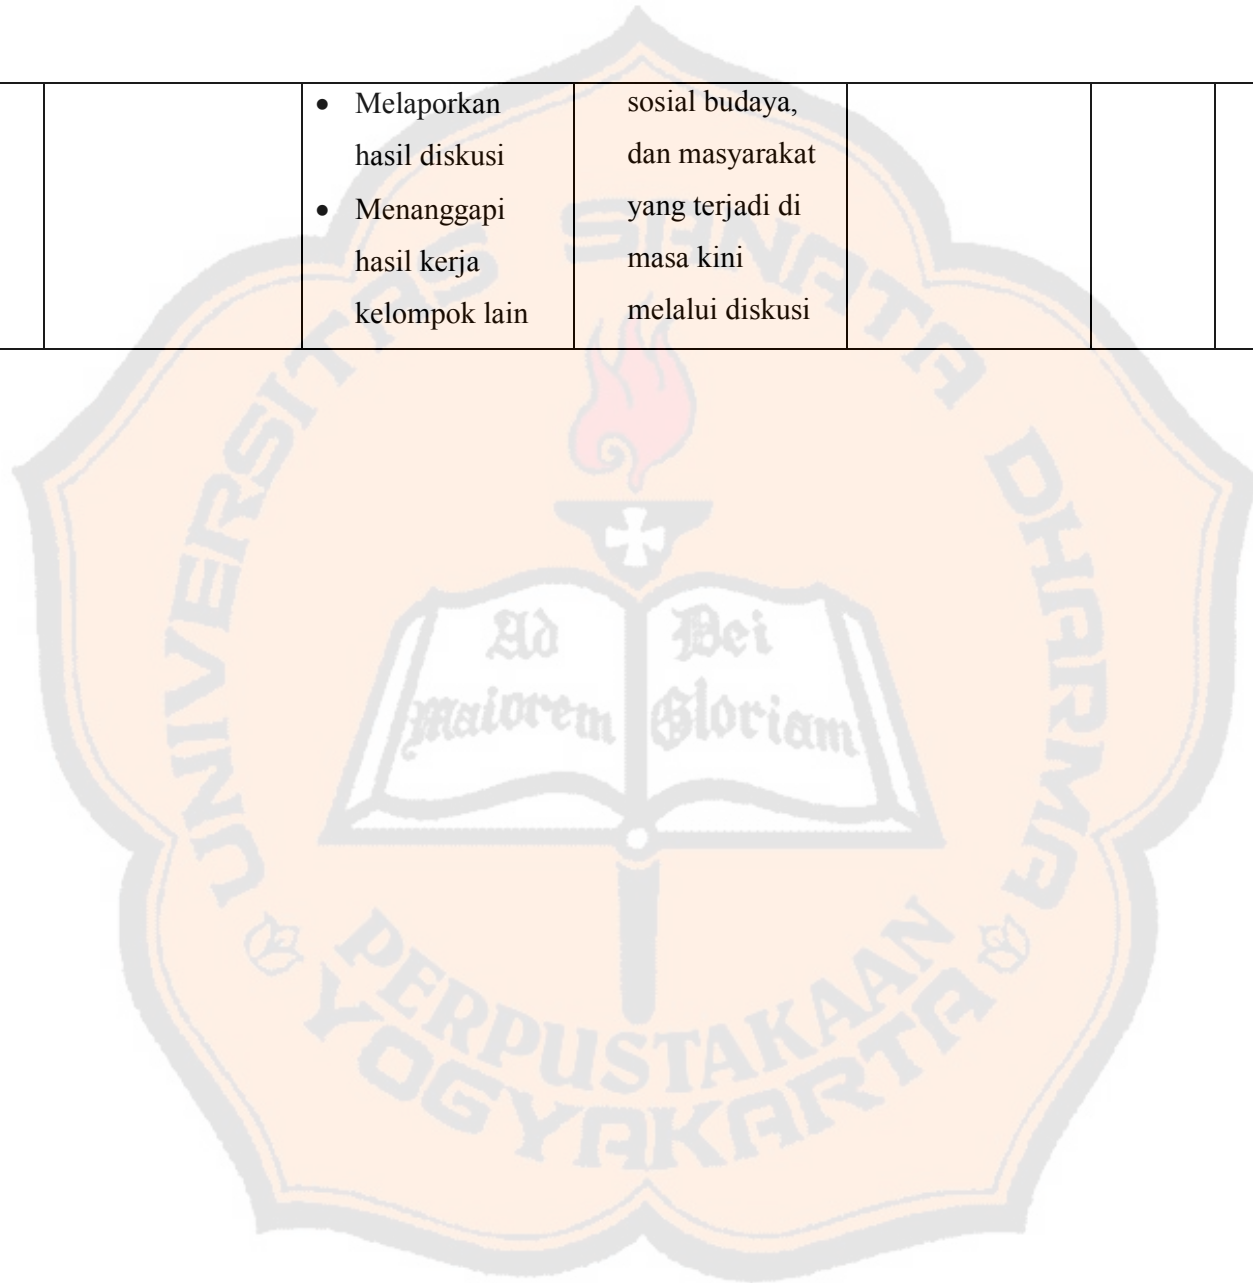 • Melaporkan
hasil diskusi
• Menanggapi
hasil kerja
kelompok lain
sosial budaya,
dan masyarakat
yang terjadi di
masa kini
melalui diskusi
UNIVERSITAS SANATA DHARMA
Ad
maiorem
Dei
Gloriam
PERPUSTAKAAN
YOGYAKARTA